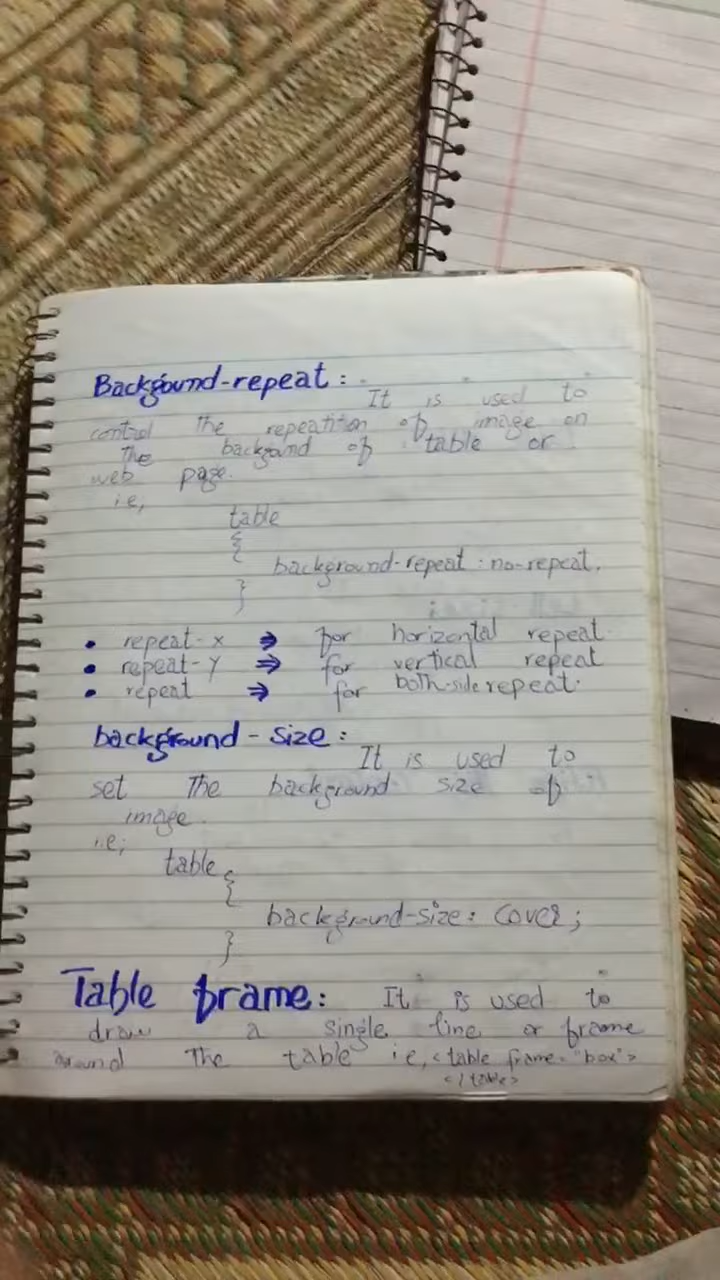 Backgound-repeat: It is used to
control the repeatition of image on
the backgand of table or
web page.
i.e,
table
{
background-repeat : no-repeat.
}
• repeat-x ⇒ for horizontal repeat
• repeat-y ⇒ for vertical repeat
• repeat ⇒ for both-side repeat.
background-size:
It is used to
set the background size of
image.
i.e;
table
{
background-size: cover;
}
Table frame: It is used to
draw a single line or frame
around the table i.e, <table frame="box">
</table>